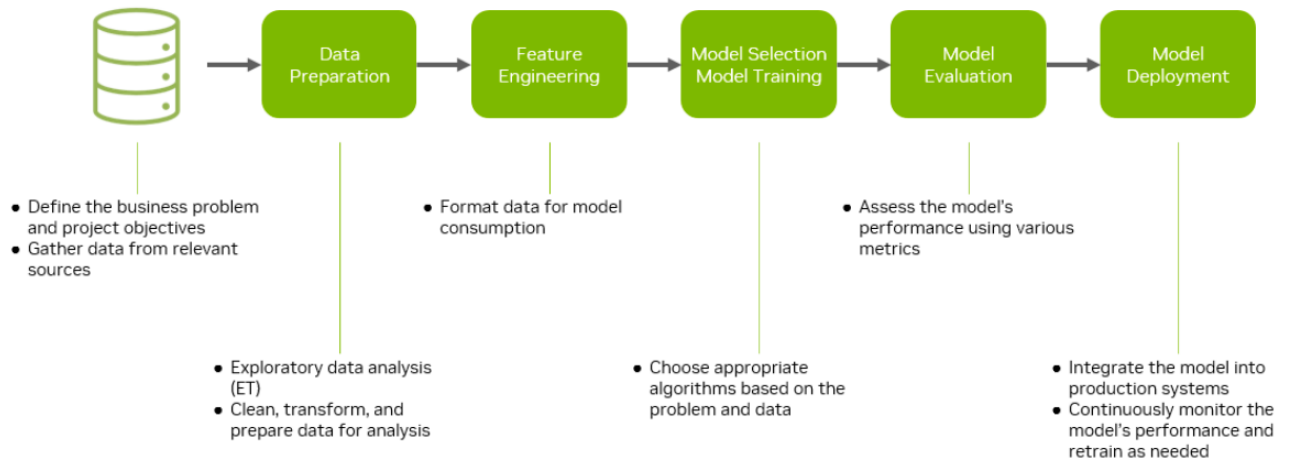 Data
Preparation
Feature
Engineering
Model Selection
Model Training
Model
Evaluation
Model
Deployment
● Define the business problem
and project objectives
● Gather data from relevant
sources
● Format data for model
consumption
● Assess the model's
performance using various
metrics
● Exploratory data analysis
(ET)
● Clean, transform, and
prepare data for analysis
● Choose appropriate
algorithms based on the
problem and data
● Integrate the model into
production systems
● Continuously monitor the
model's performance and
retrain as needed